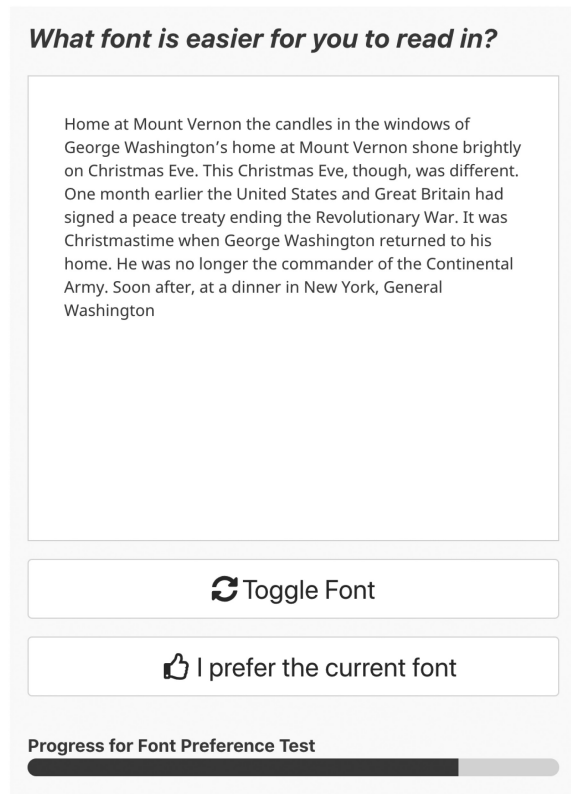 What font is easier for you to read in?
Home at Mount Vernon the candles in the windows of
George Washington’s home at Mount Vernon shone brightly
on Christmas Eve. This Christmas Eve, though, was different.
One month earlier the United States and Great Britain had
signed a peace treaty ending the Revolutionary War. It was
Christmastime when George Washington returned to his
home. He was no longer the commander of the Continental
Army. Soon after, at a dinner in New York, General
Washington
Toggle Font
I prefer the current font
Progress for Font Preference Test